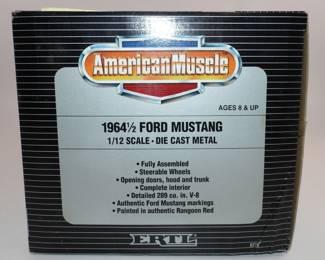 American Muscle
AGES 8 & UP
1964½ FORD MUSTANG
1/12 SCALE • DIE CAST METAL
• Fully Assembled
• Steerable Wheels
• Opening doors, hood and trunk
• Complete interior
• Detailed 289 cu. in. V-8
• Authentic Ford Mustang markings
• Painted in authentic Rangoon Red
ERTL